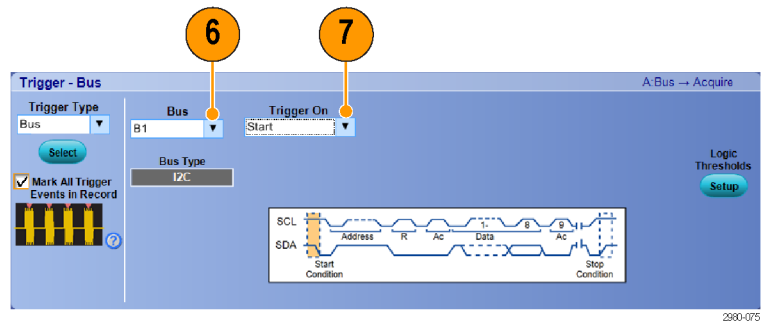 6
7
Trigger - Bus
A:Bus → Acquire
Trigger Type
Bus
Select
Mark All Trigger
Events in Record
?
Bus
B1
Bus Type
I2C
Trigger On
Start
Logic
Thresholds
Setup
SCL
1-
8
9
Address
R
Ac
Data
Ac
SDA
Start
Condition
Stop
Condition
2980-075